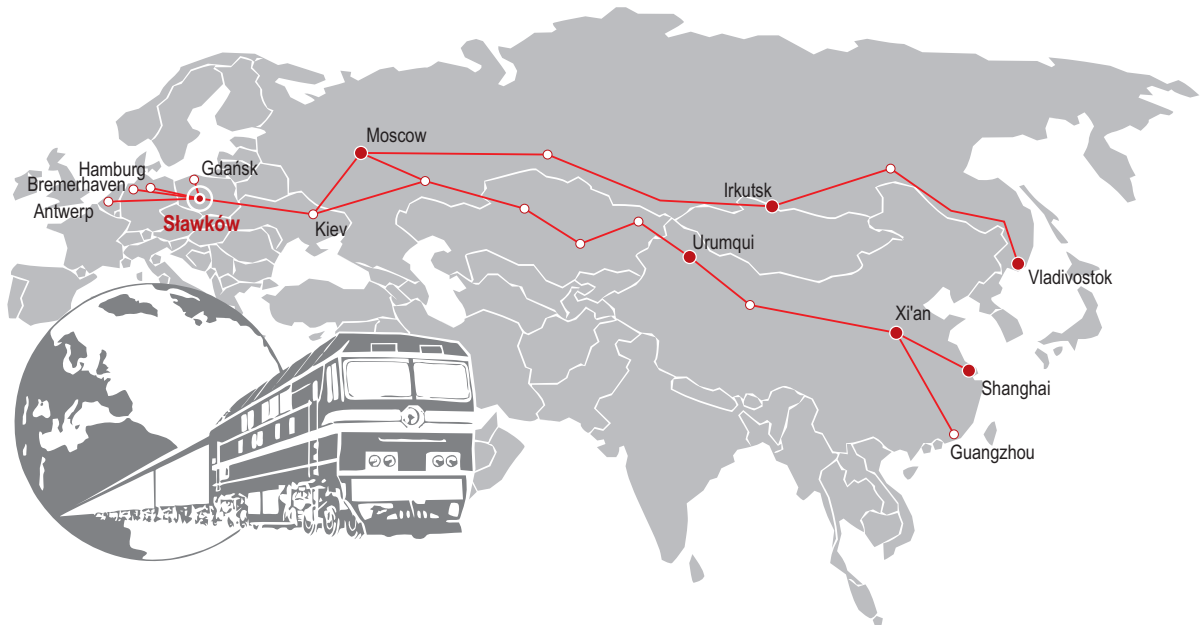 Moscow
Hamburg
Gdańsk
Bremerhaven
Antwerp
Sławków
Kiev
Irkutsk
Urumqui
Vladivostok
Xi'an
Shanghai
Guangzhou